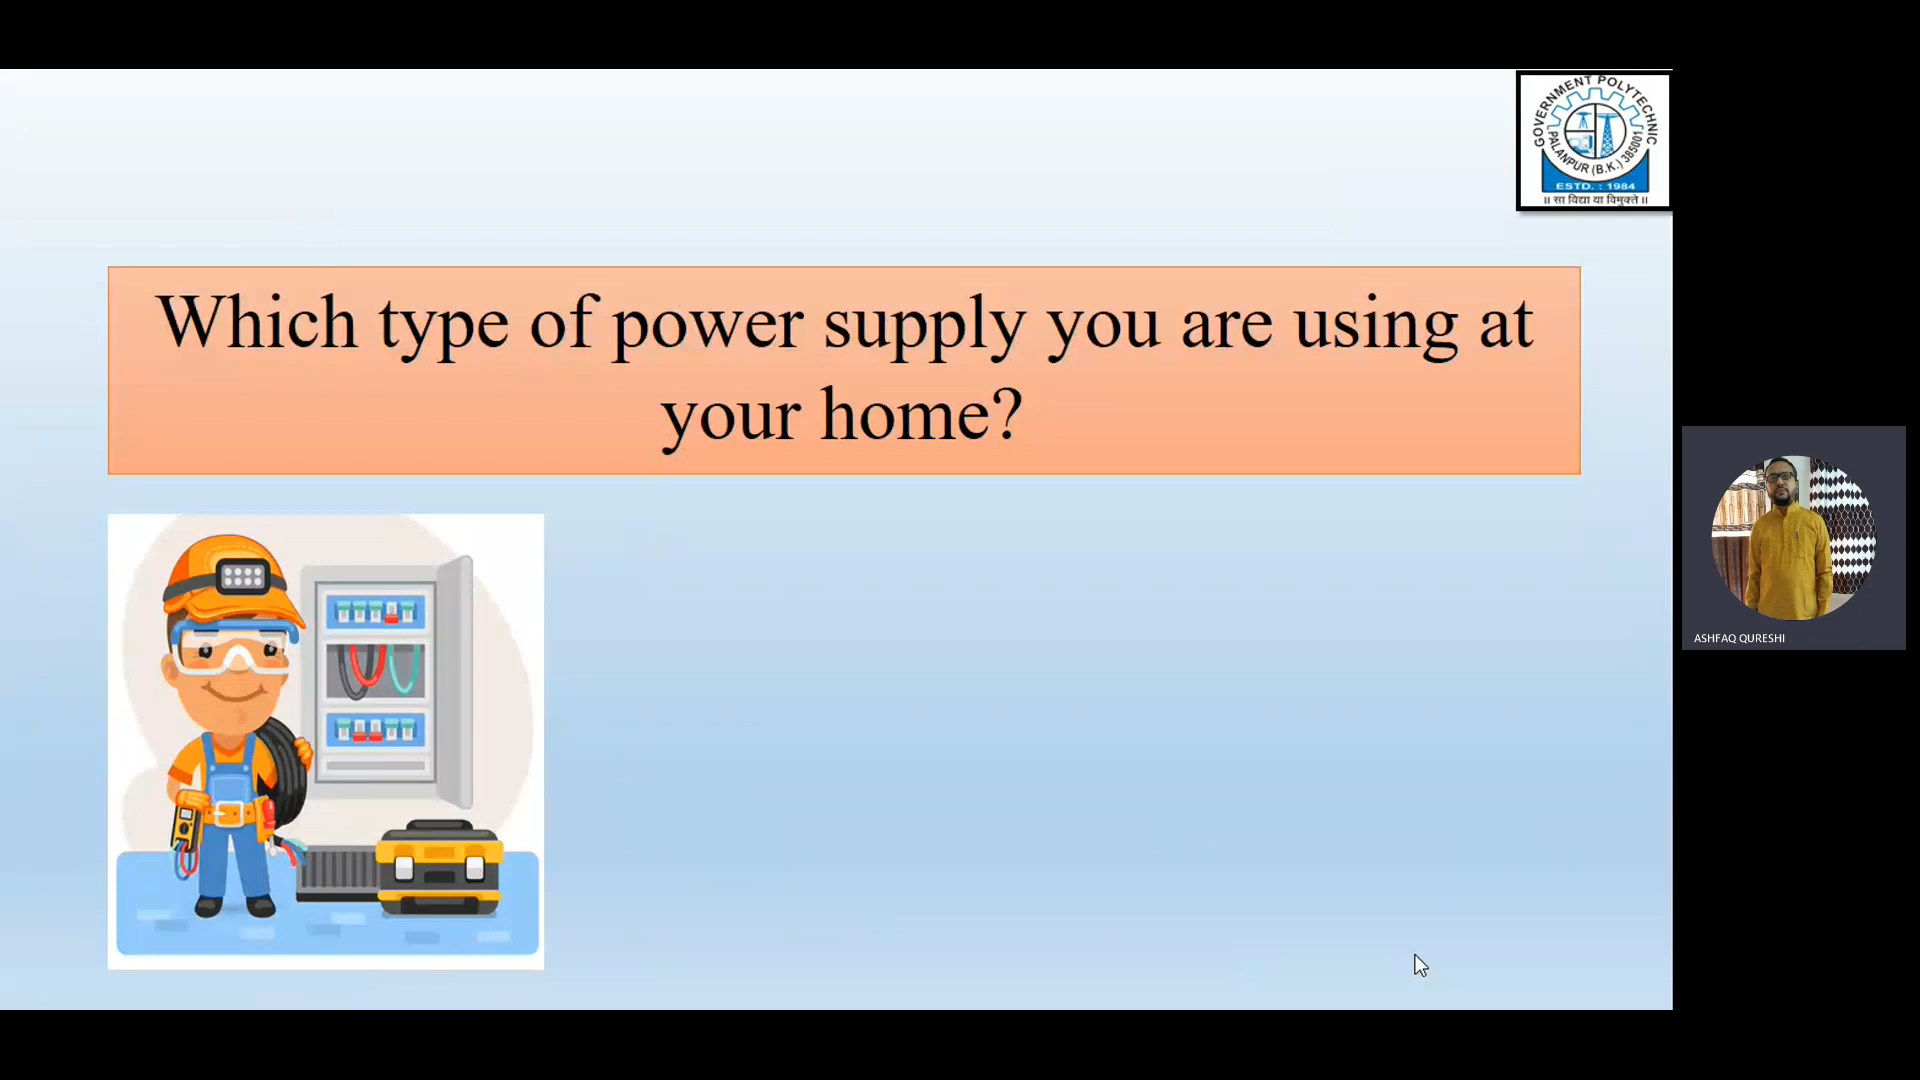 GOVERNMENT POLYTECHNIC
PALANPUR (B.K.) 385001
ESTD. : 1984
॥ सा विद्या या विमुक्ते ॥
Which type of power supply you are using at
your home?
ASHFAQ QURESHI